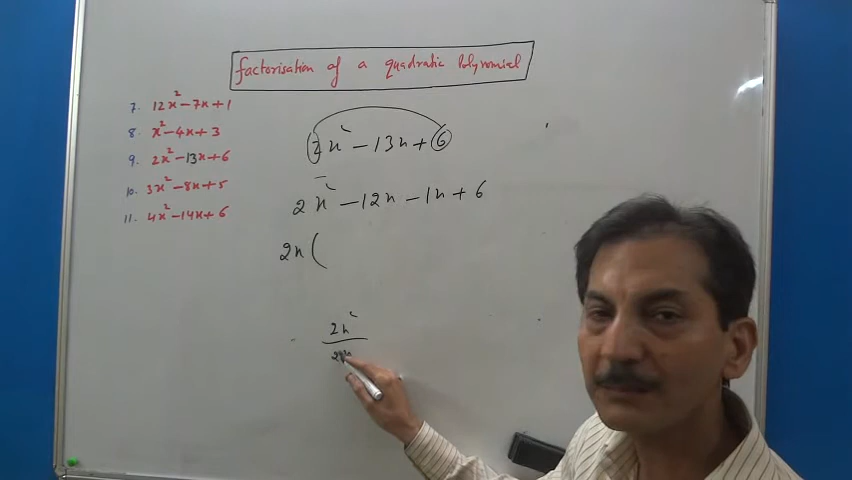 factorisation of a quadratic Polynomial
7. 12x² - 7x + 1
8. x² - 4x + 3
9. 2x² - 13x + 6
10. 3x² - 8x + 5
11. 4x² - 14x + 6
2x² - 13x + 6
2x² - 12x - 1x + 6
2x (
2x²